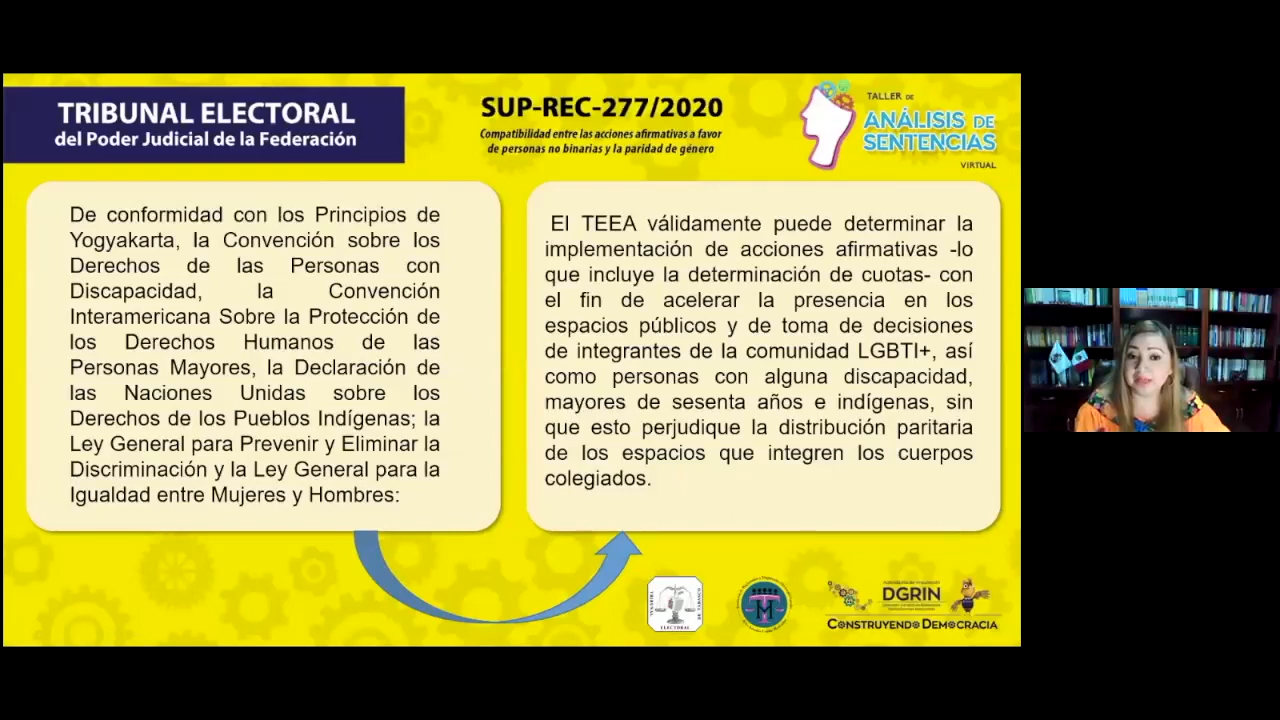 TRIBUNAL ELECTORAL
del Poder Judicial de la Federación
SUP-REC-277/2020
Compatibilidad entre las acciones afirmativas a favor
de personas no binarias y la paridad de género
TALLER DE
ANÁLISIS DE
SENTENCIAS
VIRTUAL
De conformidad con los Principios de
Yogyakarta, la Convención sobre los
Derechos de las Personas con
Discapacidad, la Convención
Interamericana Sobre la Protección de
los Derechos Humanos de las
Personas Mayores, la Declaración de
las Naciones Unidas sobre los
Derechos de los Pueblos Indígenas; la
Ley General para Prevenir y Eliminar la
Discriminación y la Ley General para la
Igualdad entre Mujeres y Hombres:
El TEEA válidamente puede determinar la
implementación de acciones afirmativas -lo
que incluye la determinación de cuotas- con
el fin de acelerar la presencia en los
espacios públicos y de toma de decisiones
de integrantes de la comunidad LGBTI+, así
como personas con alguna discapacidad,
mayores de sesenta años e indígenas, sin
que esto perjudique la distribución paritaria
de los espacios que integren los cuerpos
colegiados.
TRIBUNAL
ELECTORAL
DE TABASCO
DGRIN
CONSTRUYENDO DEMOCRACIA